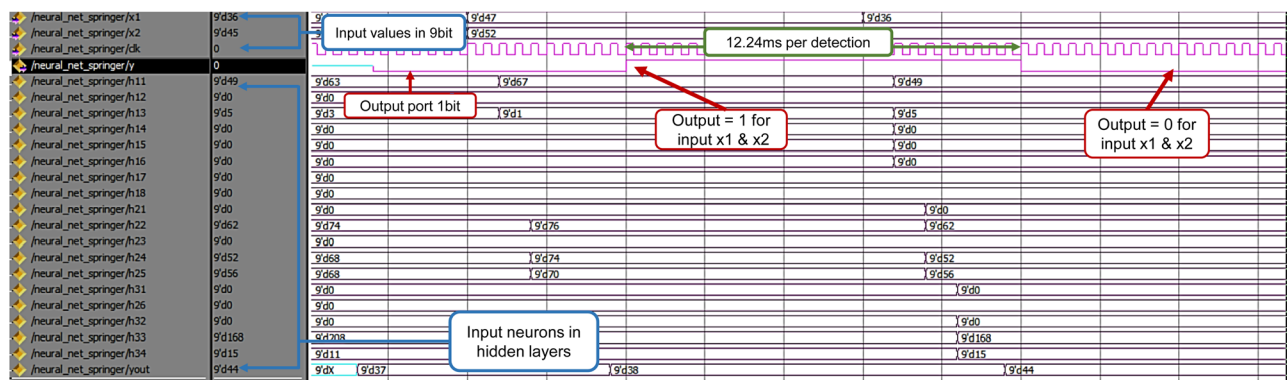 /neural_net_springer/x1 9'd36 9'd47 9'd36
/neural_net_springer/x2 9'd45 9'd52
/neural_net_springer/clk 0
/neural_net_springer/y 0
/neural_net_springer/h11 9'd49 9'd63 9'd67 9'd49
/neural_net_springer/h12 9'd0 9'd0
/neural_net_springer/h13 9'd5 9'd3 9'd1 9'd5
/neural_net_springer/h14 9'd0 9'd0 9'd0
/neural_net_springer/h15 9'd0 9'd0 9'd0
/neural_net_springer/h16 9'd0 9'd0 9'd0
/neural_net_springer/h17 9'd0 9'd0
/neural_net_springer/h18 9'd0 9'd0
/neural_net_springer/h21 9'd0 9'd0 9'd0
/neural_net_springer/h22 9'd62 9'd74 9'd76 9'd62
/neural_net_springer/h23 9'd0 9'd0
/neural_net_springer/h24 9'd52 9'd68 9'd74 9'd52
/neural_net_springer/h25 9'd56 9'd68 9'd70 9'd56
/neural_net_springer/h31 9'd0 9'd0 9'd0
/neural_net_springer/h26 9'd0 9'd0
/neural_net_springer/h32 9'd0 9'd0 9'd0
/neural_net_springer/h33 9'd168 9'd208 9'd168
/neural_net_springer/h34 9'd15 9'd11 9'd15
/neural_net_springer/yout 9'd44 9'dX 9'd37 9'd38 9'd44
Input values in 9bit
12.24ms per detection
Output port 1bit
Output = 1 for
input x1 & x2
Output = 0 for
input x1 & x2
Input neurons in
hidden layers